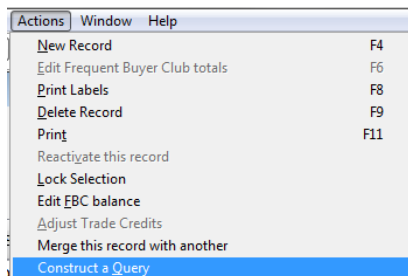 Actions Window Help
New Record F4
Edit Frequent Buyer Club totals F6
Print Labels F8
Delete Record F9
Print F11
Reactivate this record
Lock Selection
Edit FBC balance
Adjust Trade Credits
Merge this record with another
Construct a Query